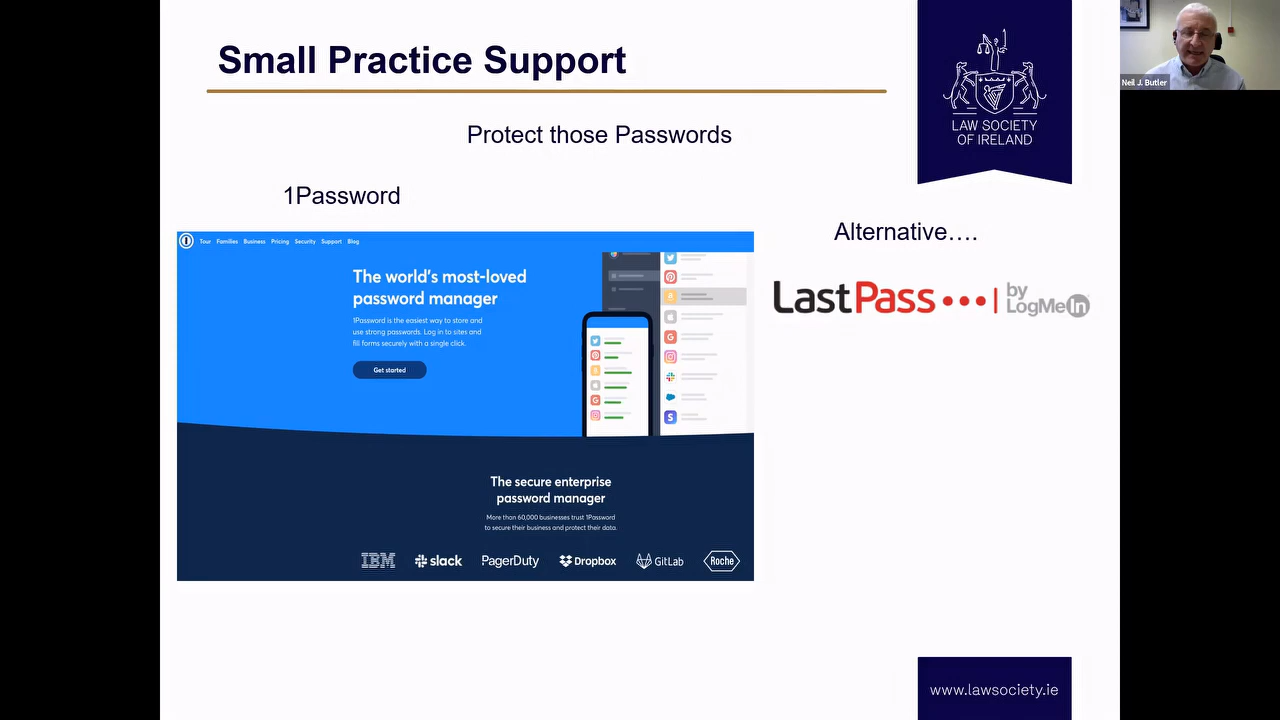 Small Practice Support
LAW SOCIETY
OF IRELAND
Neil J. Butler
Protect those Passwords
1Password
Alternative....
LastPass
by
LogMeIn
Tour Families Business Pricing Security Support Blog
The world's most-loved
password manager
1Password is the easiest way to store and
use strong passwords. Log in to sites and
fill forms securely with a single click.
Get started
The secure enterprise
password manager
More than 60,000 businesses trust 1Password
to secure their business and protect their data.
IBM slack PagerDuty Dropbox GitLab Roche
www.lawsociety.ie